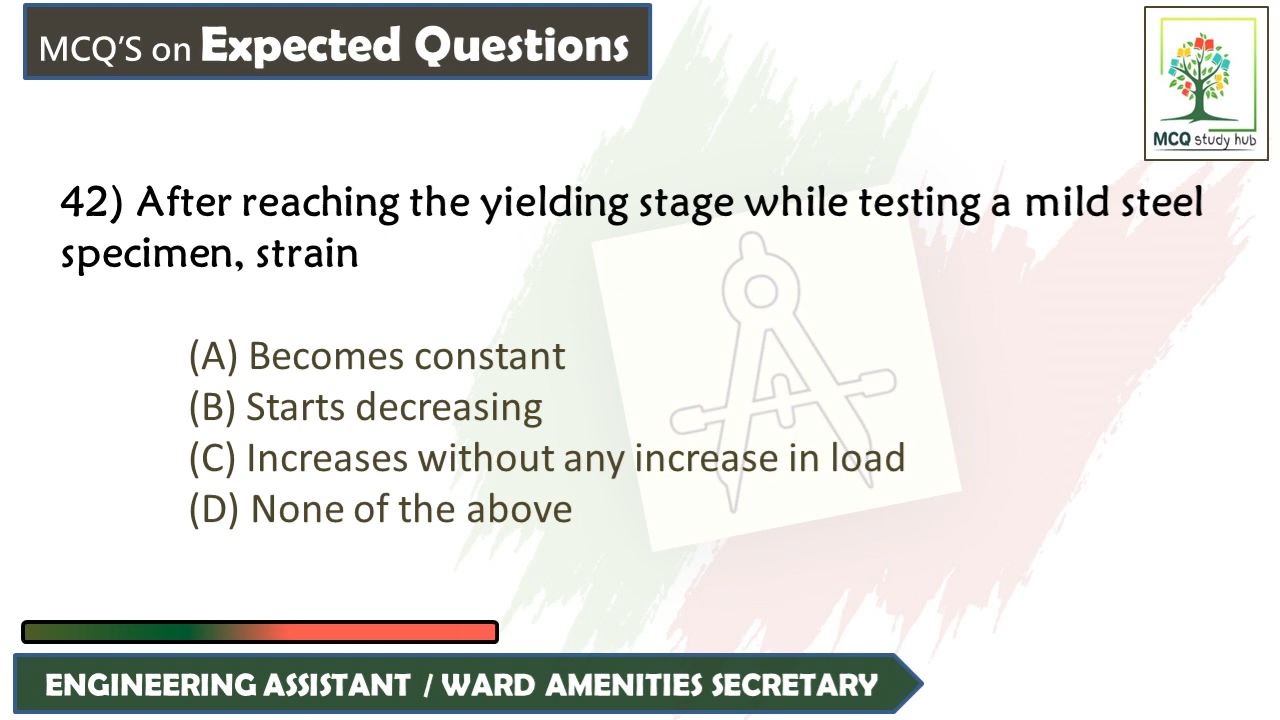 MCQ'S on Expected Questions
MCQ study hub
42) After reaching the yielding stage while testing a mild steel
specimen, strain
(A) Becomes constant
(B) Starts decreasing
(C) Increases without any increase in load
(D) None of the above
ENGINEERING ASSISTANT / WARD AMENITIES SECRETARY